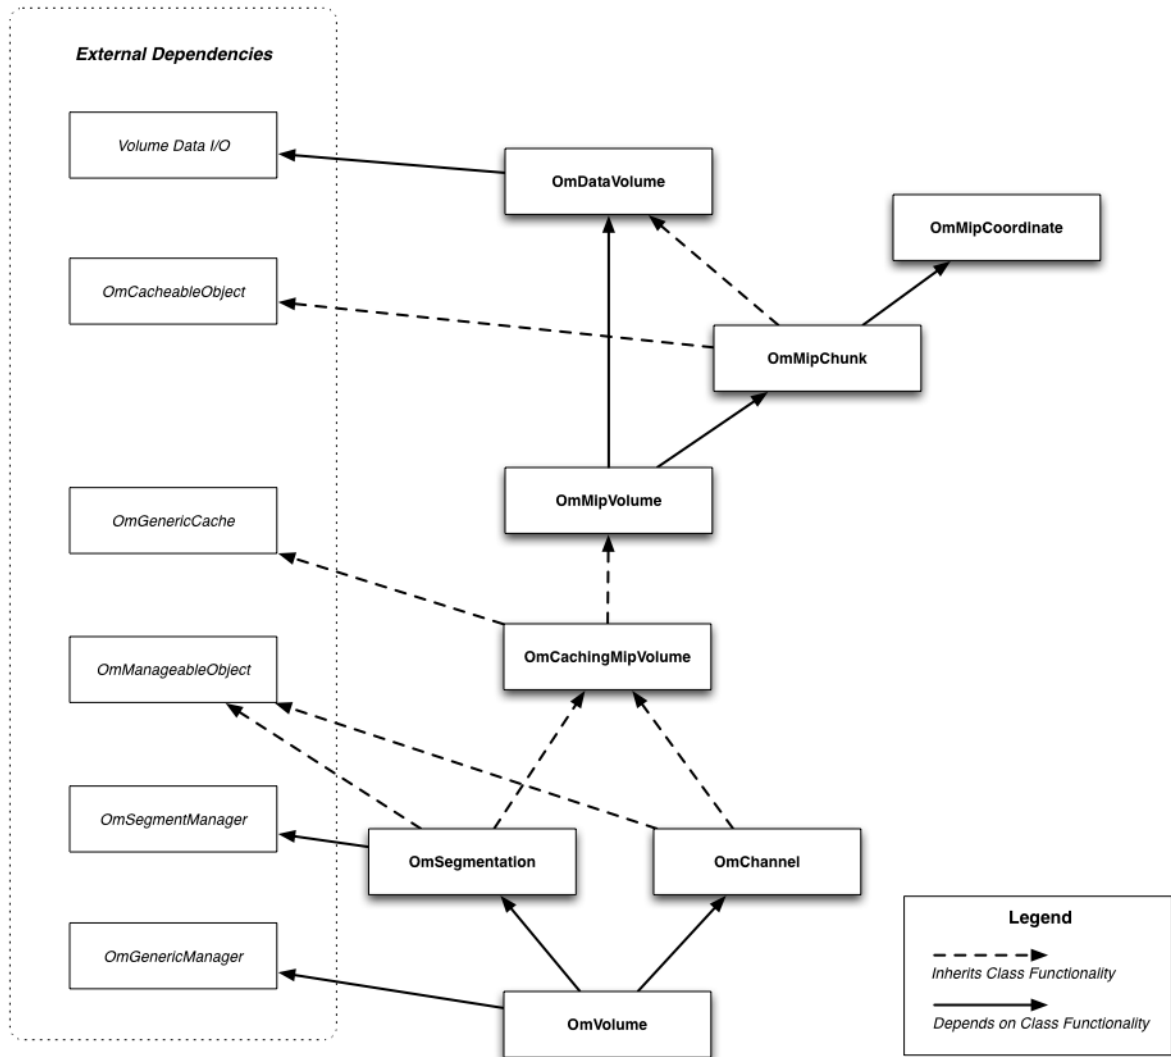 External Dependencies
Volume Data I/O
OmDataVolume
OmMipCoordinate
OmCacheableObject
OmMipChunk
OmMipVolume
OmGenericCache
OmCachingMipVolume
OmManageableObject
OmSegmentManager
OmSegmentation
OmChannel
OmGenericManager
OmVolume
Legend
Inherits Class Functionality
Depends on Class Functionality